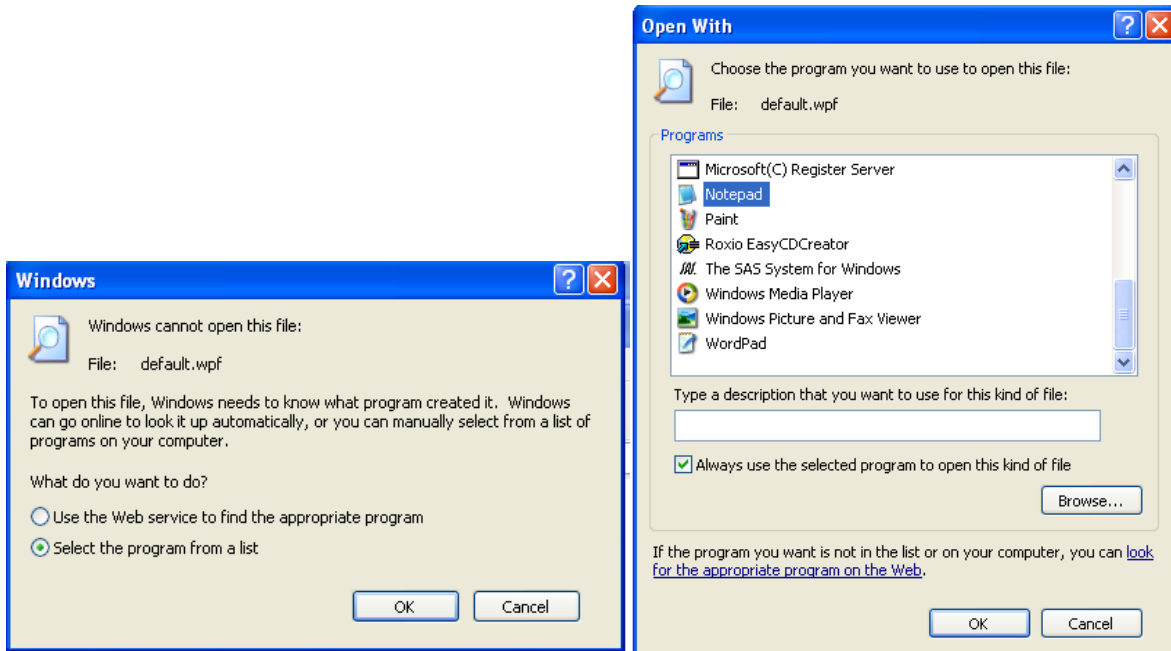 Windows
Windows cannot open this file:
File: default.wpf
To open this file, Windows needs to know what program created it. Windows
can go online to look it up automatically, or you can manually select from a list of
programs on your computer.
What do you want to do?
Use the Web service to find the appropriate program
Select the program from a list
OK
Cancel
Open With
Choose the program you want to use to open this file:
File: default.wpf
Programs
Microsoft(C) Register Server
Notepad
Paint
Roxio EasyCDCreator
The SAS System for Windows
Windows Media Player
Windows Picture and Fax Viewer
WordPad
Type a description that you want to use for this kind of file:
Always use the selected program to open this kind of file
Browse...
If the program you want is not in the list or on your computer, you can look
for the appropriate program on the Web.
OK
Cancel